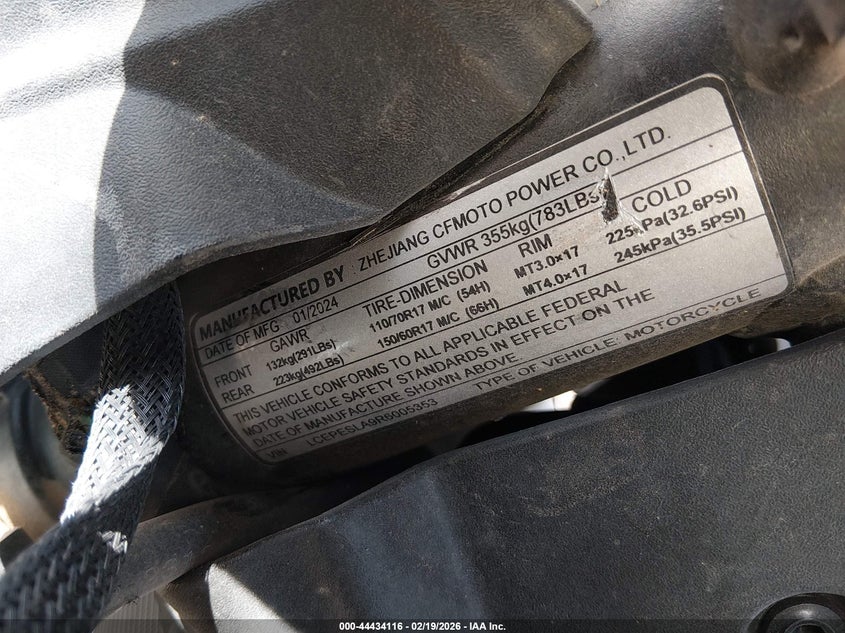 MANUFACTURED BY : ZHEJIANG CFMOTO POWER CO.,LTD.
DATE OF MFG 01/2024 GVWR 355kg(783LBs)
GAWR TIRE-DIMENSION RIM COLD
FRONT 132kg(291LBs) 110/70R17 M/C (54H) MT3.0×17 225kPa(32.6PSI)
REAR 223kg(492LBs) 150/60R17 M/C (66H) MT4.0×17 245kPa(35.5PSI)
THIS VEHICLE CONFORMS TO ALL APPLICABLE FEDERAL
MOTOR VEHICLE SAFETY STANDARDS IN EFFECT ON THE
DATE OF MANUFACTURE SHOWN ABOVE.
VIN LCEPESLA9R6005353 TYPE OF VEHICLE: MOTORCYCLE
000-44434116 - 02/19/2026 - IAA Inc.